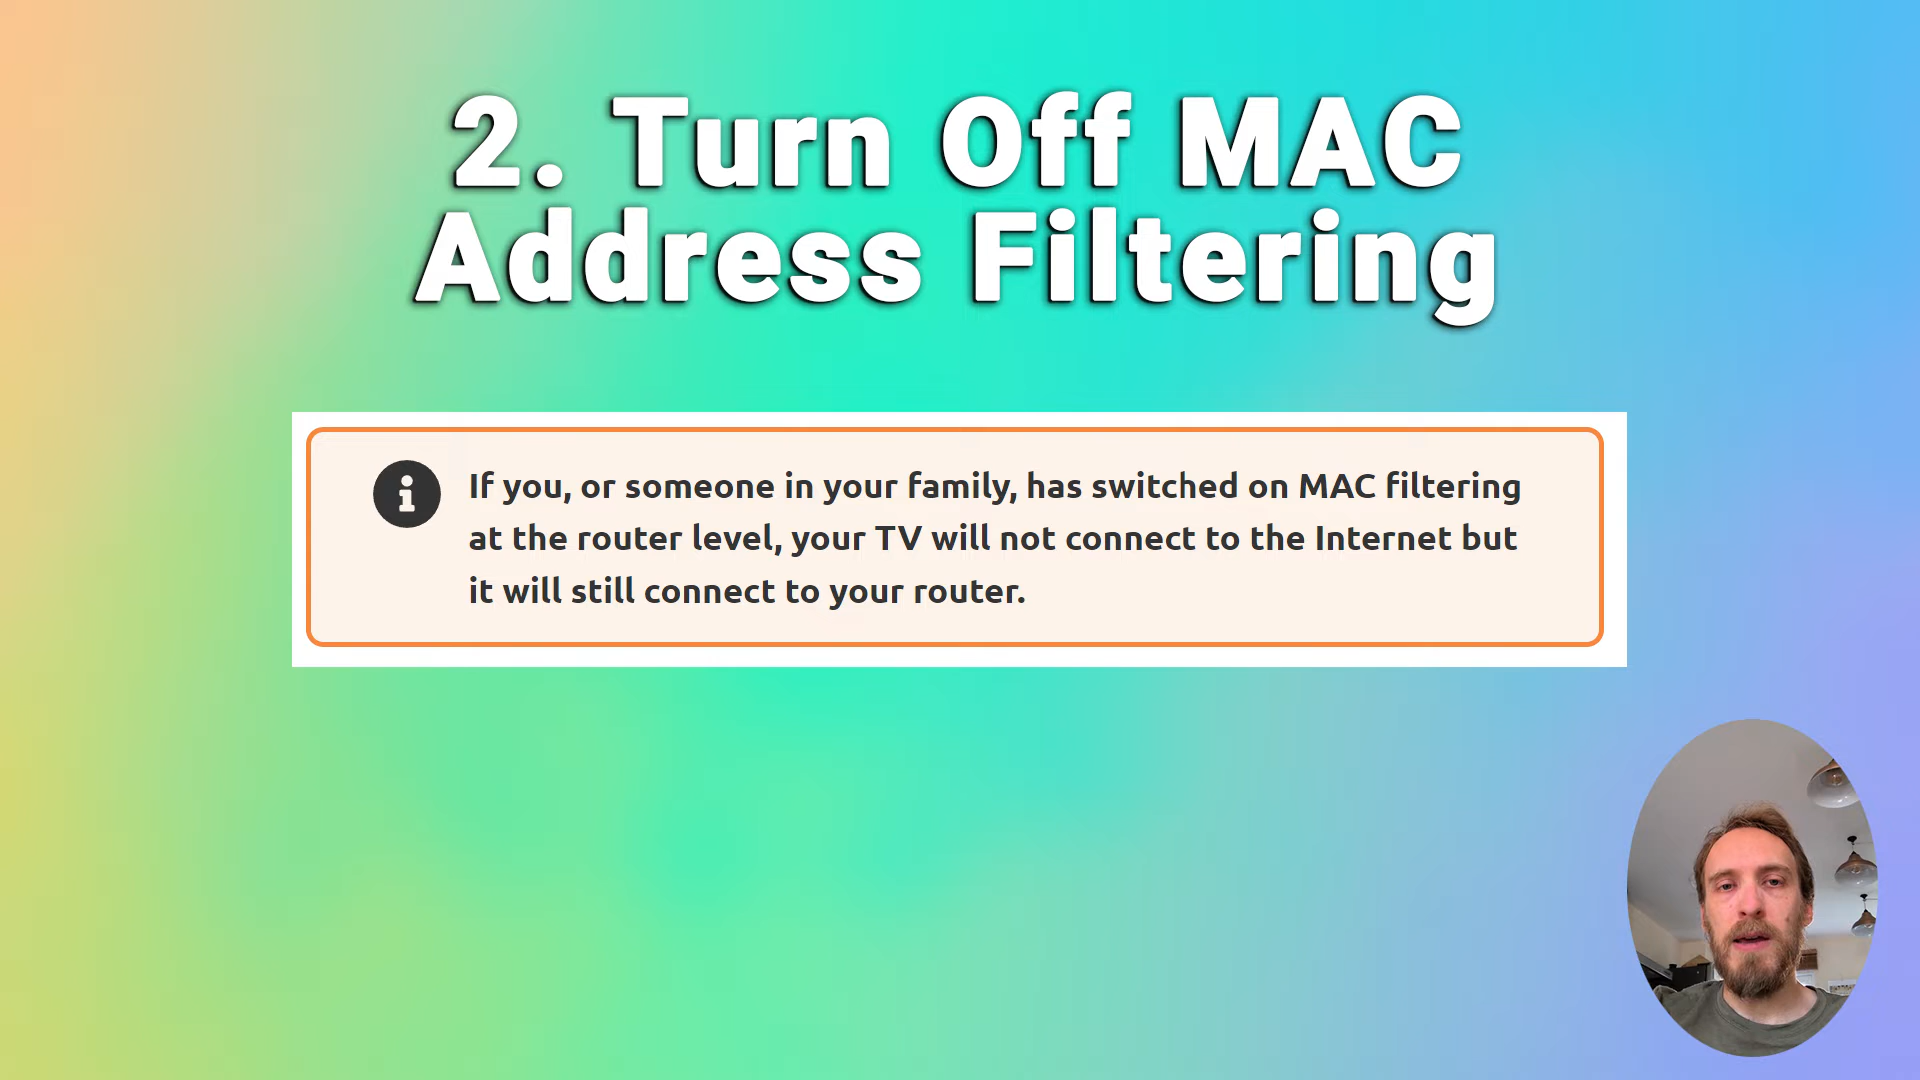 2. Turn Off MAC
Address Filtering
If you, or someone in your family, has switched on MAC filtering
at the router level, your TV will not connect to the Internet but
it will still connect to your router.